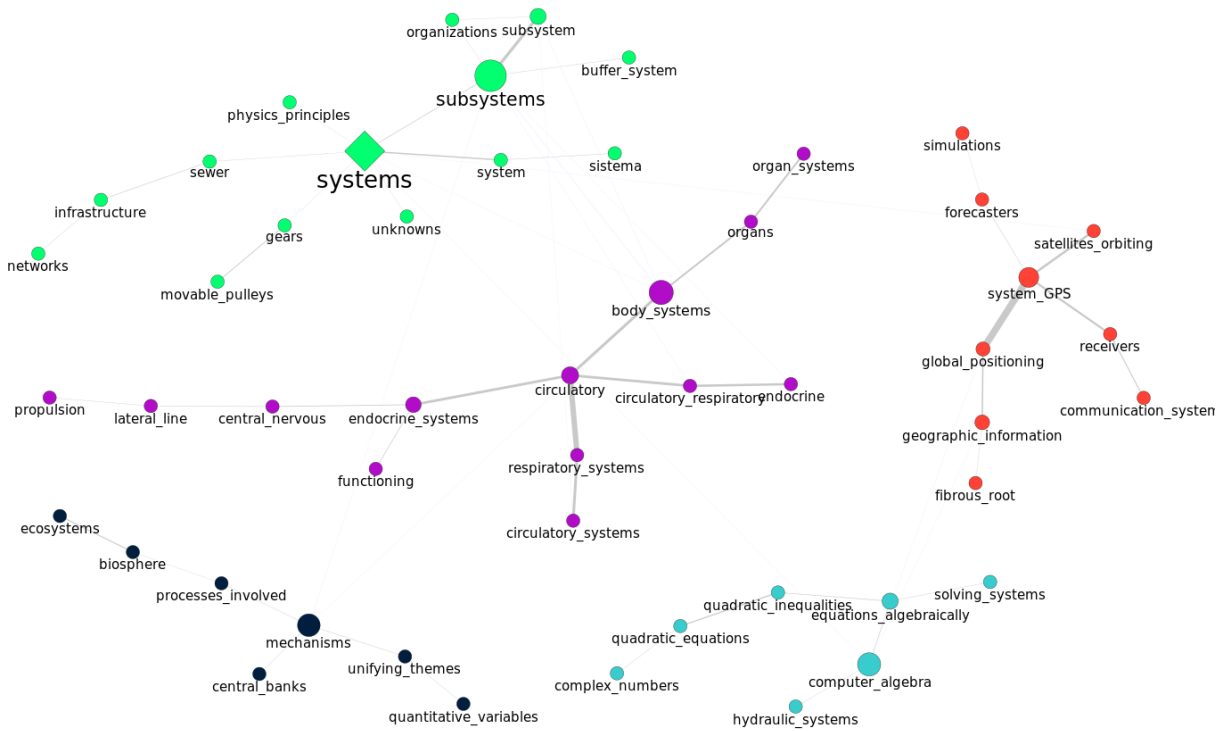 organizations
subsystem
buffer_system
subsystems
physics_principles
simulations
organ_systems
sewer
systems
system
sistema
infrastructure
forecasters
unknowns
organs
gears
satellites_orbiting
networks
movable_pulleys
system_GPS
body_systems
receivers
global_positioning
circulatory
circulatory_respiratory
endocrine
propulsion
lateral_line
central_nervous
endocrine_systems
communication_system
geographic_information
respiratory_systems
functioning
fibrous_root
ecosystems
circulatory_systems
biosphere
processes_involved
solving_systems
quadratic_inequalities
equations_algebraically
mechanisms
quadratic_equations
unifying_themes
central_banks
complex_numbers
computer_algebra
quantitative_variables
hydraulic_systems